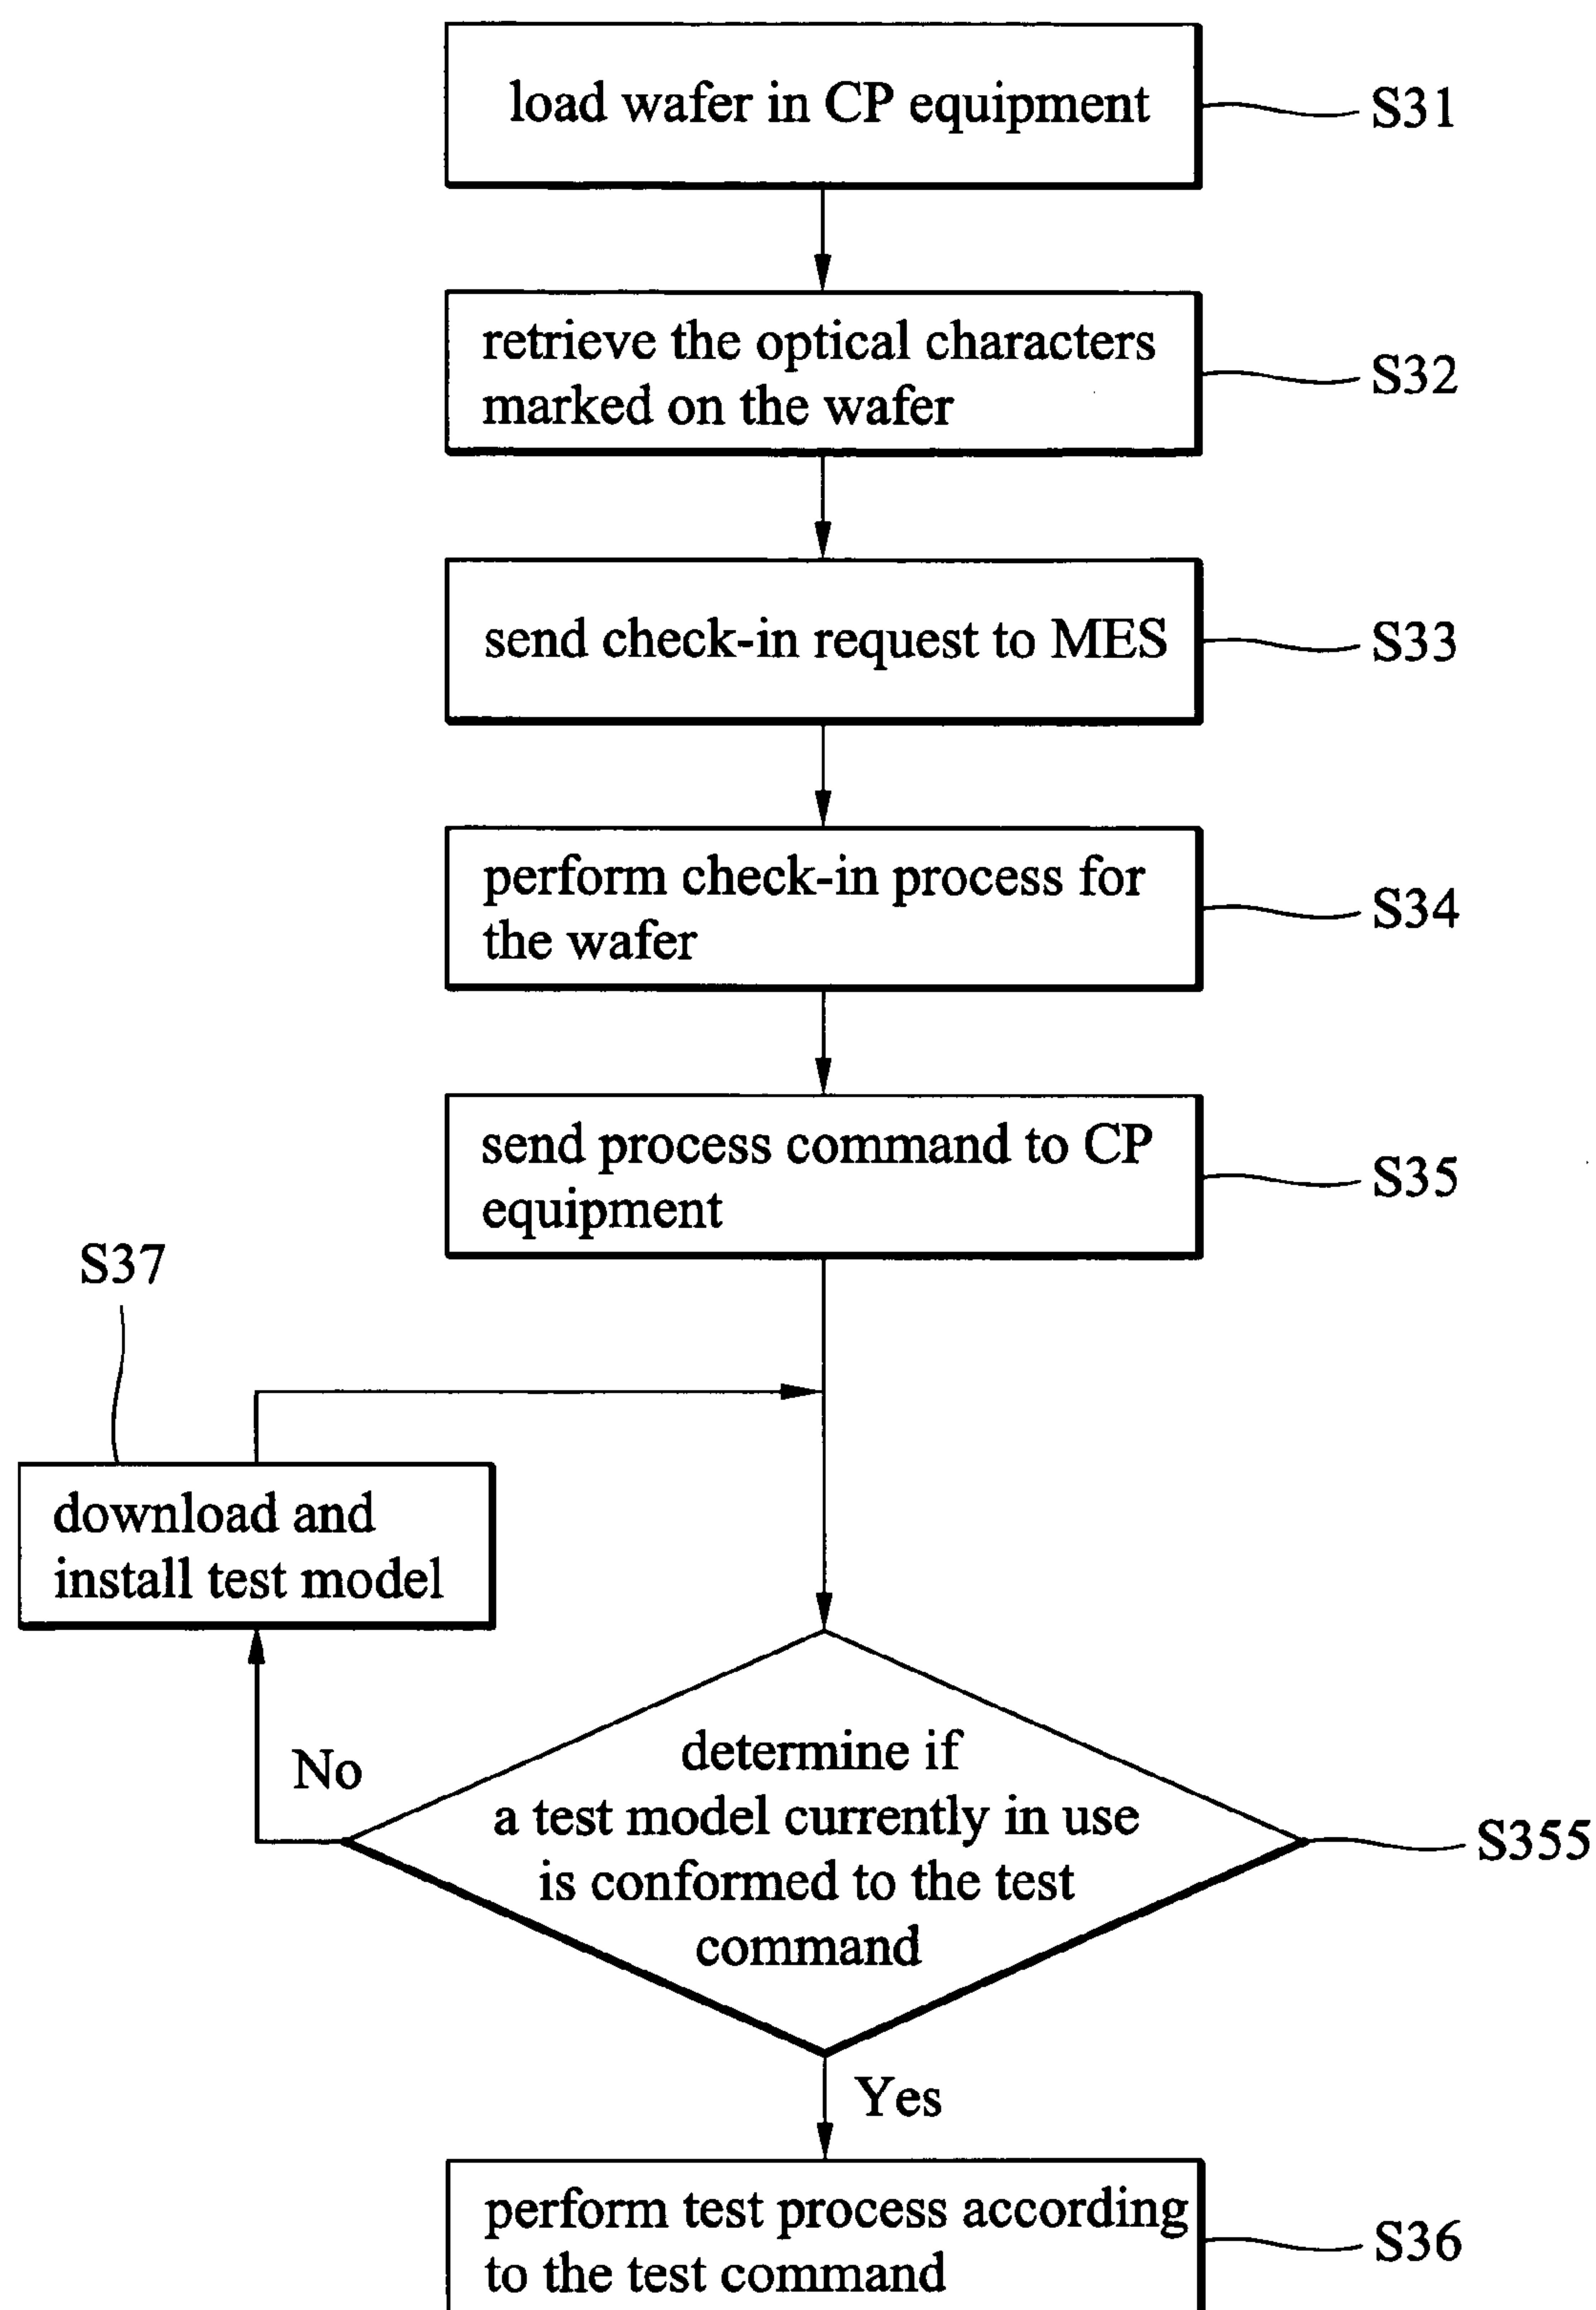 load wafer in CP equipment
S31
retrieve the optical characters
marked on the wafer
S32
send check-in request to MES
S33
perform check-in process for
the wafer
S34
send process command to CP
equipment
S35
S37
download and
install test model
No
determine if
a test model currently in use
is conformed to the test
command
S355
Yes
perform test process according
to the test command
S36